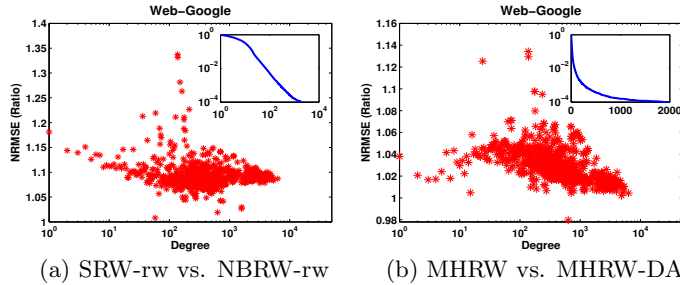 Web-Google
1.4
1.35
1.3
1.25
1.2
1.15
1.1
1.05
1
NRMSE (Ratio)
10^0
10^-2
10^-4
10^0 10^2 10^4
10^0 10^1 10^2 10^3 10^4
Degree
(a) SRW-rw vs. NBRW-rw
Web-Google
1.16
1.14
1.12
1.1
1.08
1.06
1.04
1.02
1
0.98
NRMSE (Ratio)
10^0
10^-2
10^-4
0 1000 2000
10^0 10^1 10^2 10^3 10^4
Degree
(b) MHRW vs. MHRW-DA